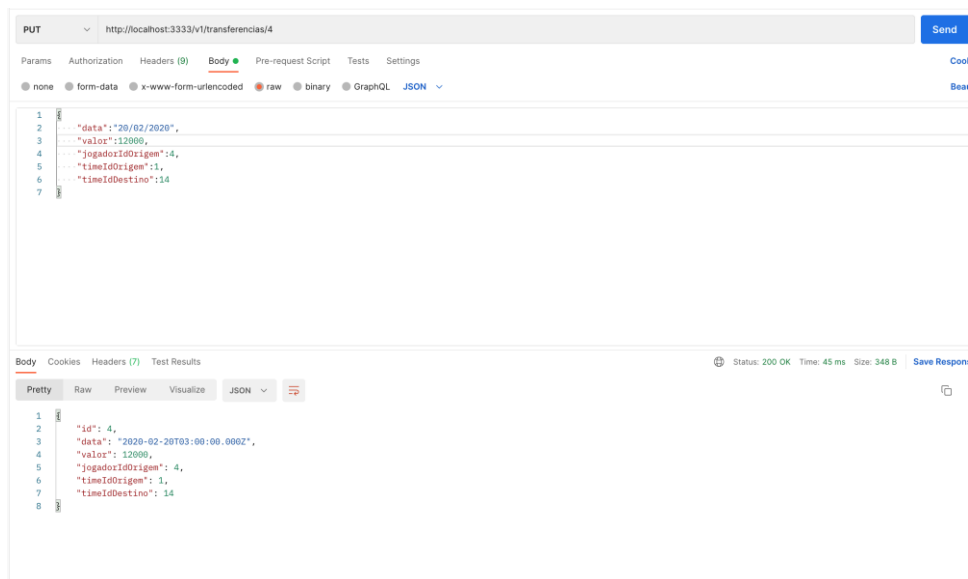 PUT http://localhost:3333/v1/transferencias/4 Send
Params Authorization Headers (9) Body Pre-request Script Tests Settings
none form-data x-www-form-urlencoded raw binary GraphQL JSON
1 {
2 "data":"20/02/2020",
3 "valor":12000,
4 "jogadorIdOrigem":4,
5 "timeIdOrigem":1,
6 "timeIdDestino":14
7 }
Body Cookies Headers (7) Test Results Status: 200 OK Time: 45 ms Size: 348 B Save Respons
Pretty Raw Preview Visualize JSON
1 {
2 "id": 4,
3 "data": "2020-02-20T03:00:00.000Z",
4 "valor": 12000,
5 "jogadorIdOrigem": 4,
6 "timeIdOrigem": 1,
7 "timeIdDestino": 14
8 }